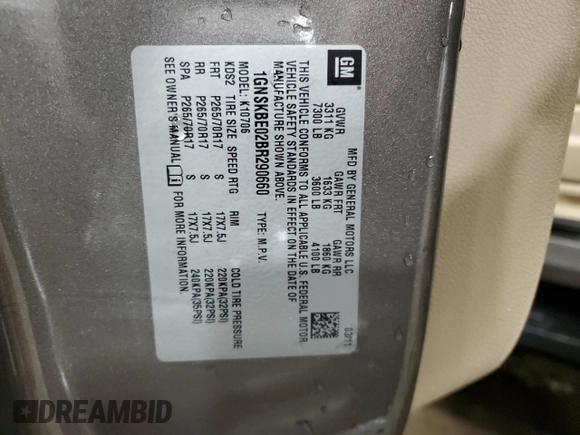 GM
MFD BY GENERAL MOTORS LLC
03/11
GVWR GAWR FRT GAWR RR
3311 KG 1633 KG 1860 KG
7300 LB 3600 LB 4100 LB
THIS VEHICLE CONFORMS TO ALL APPLICABLE U.S. FEDERAL MOTOR
VEHICLE SAFETY STANDARDS IN EFFECT ON THE DATE OF
MANUFACTURE SHOWN ABOVE.
1GNSKBE02BR290660 TYPE: M.P.V.
MODEL: K10706
KDS2 TIRE SIZE SPEED RTG RIM COLD TIRE PRESSURE
FRT P265/70R17 S 17X7.5J 220KPA(32PSI)
RR P265/70R17 S 17X7.5J 220KPA(32PSI)
SPA P265/70R17 S 17X7.5J 240KPA(35PSI)
SEE OWNER'S MANUAL FOR MORE INFORMATION.
DREAMBID